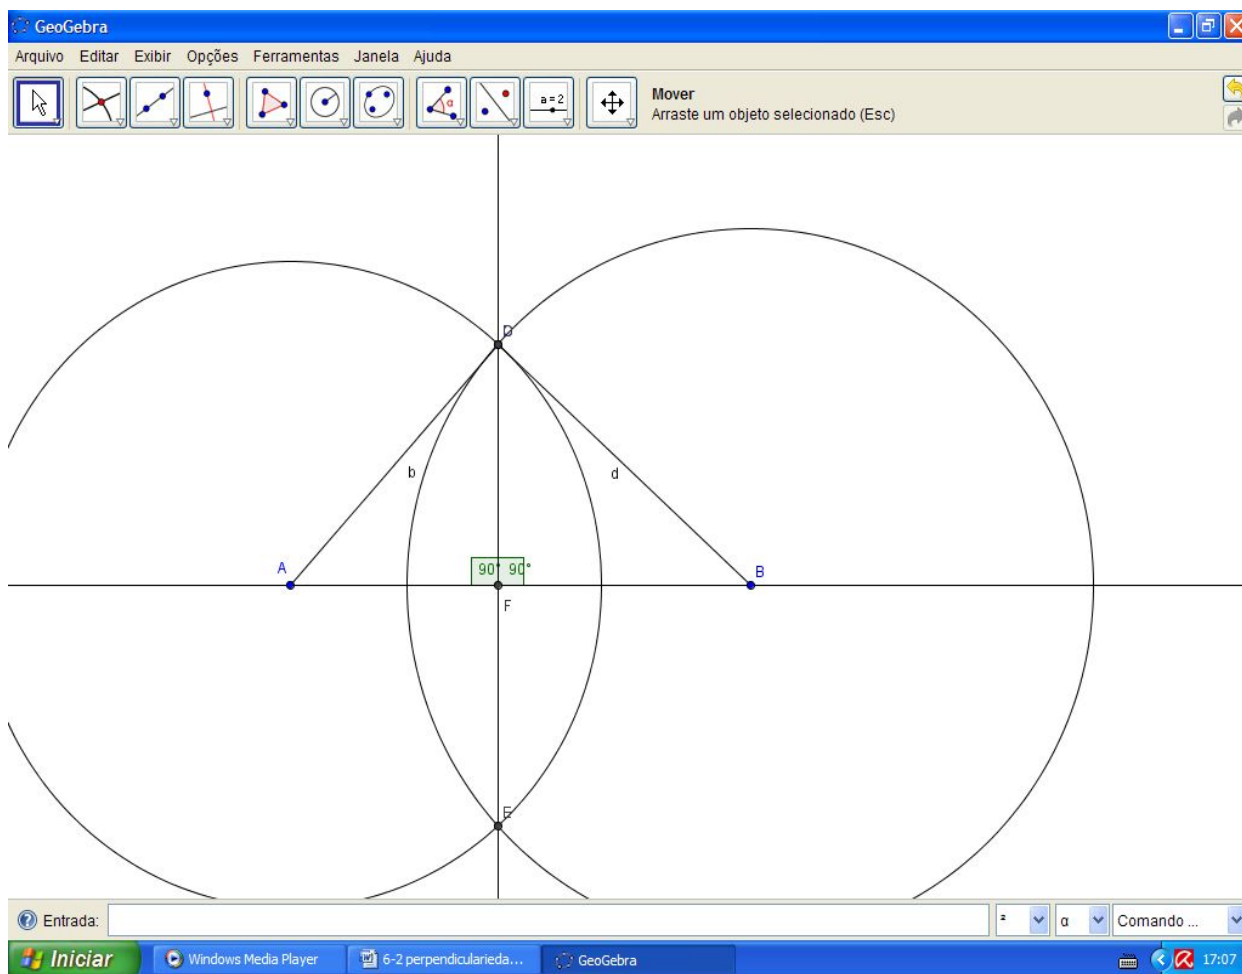 GeoGebra
Arquivo Editar Exibir Opções Ferramentas Janela Ajuda
α a=2 Mover
Arraste um objeto selecionado (Esc)
D
b d
A 90° 90° B
F
E
Entrada: ² α Comando ...
Iniciar Windows Media Player 6-2 perpendicularieda... GeoGebra 17:07